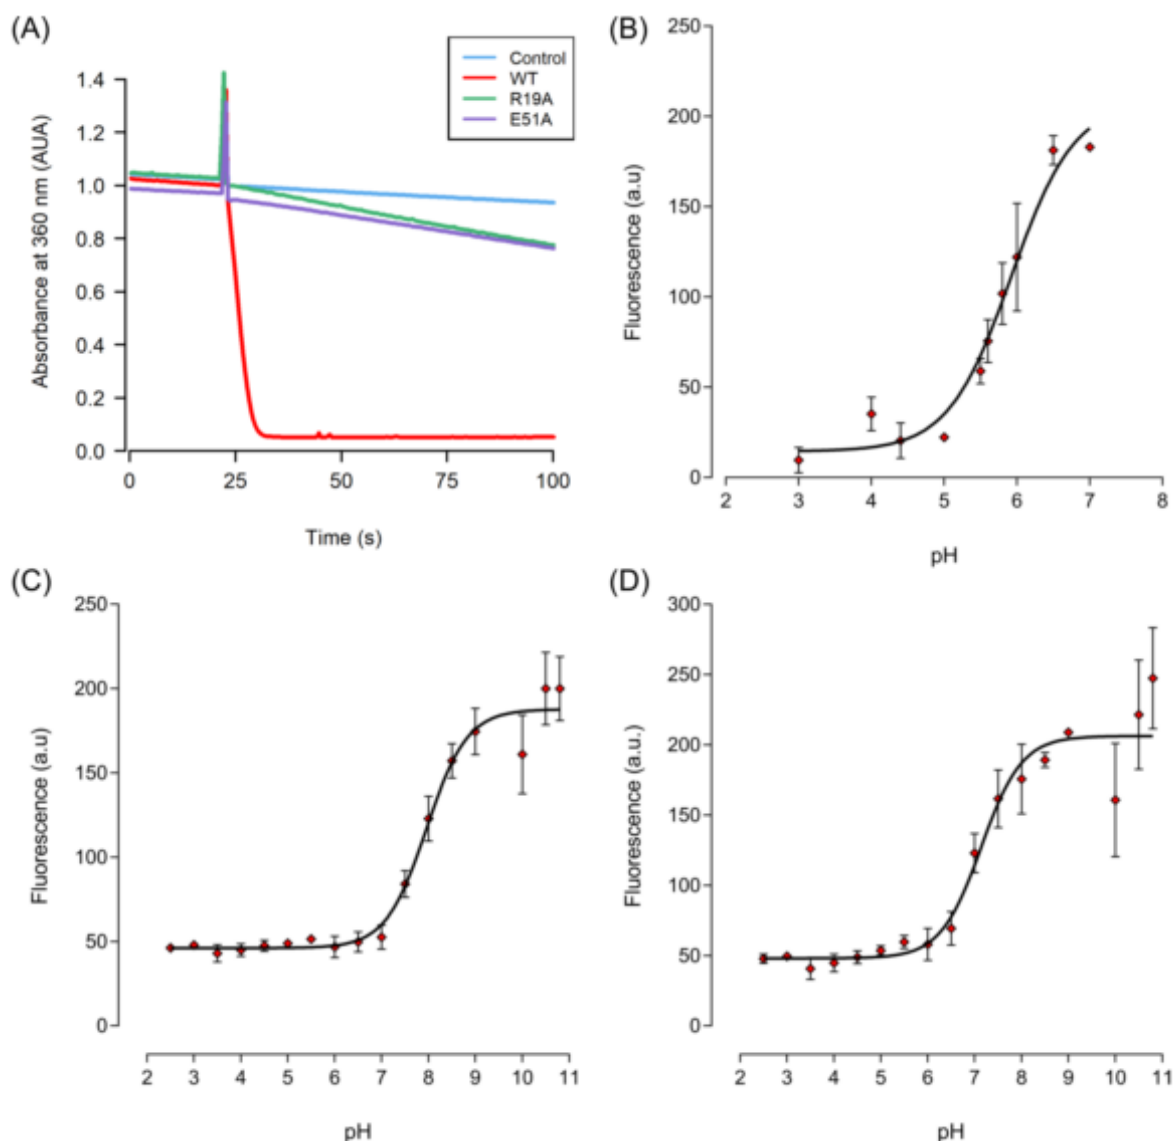 (A)
Control
WT
R19A
E51A
1.4
1.2
1.0
0.8
0.6
0.4
0.2
0.0
Absorbance at 360 nm (AUA)
0 25 50 75 100
Time (s)
(B)
250
200
150
100
50
0
Fluorescence (a.u)
2 3 4 5 6 7 8
pH
(C)
250
200
150
100
50
0
Fluorescence (a.u)
2 3 4 5 6 7 8 9 10 11
pH
(D)
300
250
200
150
100
50
0
Fluorescence (a.u.)
2 3 4 5 6 7 8 9 10 11
pH